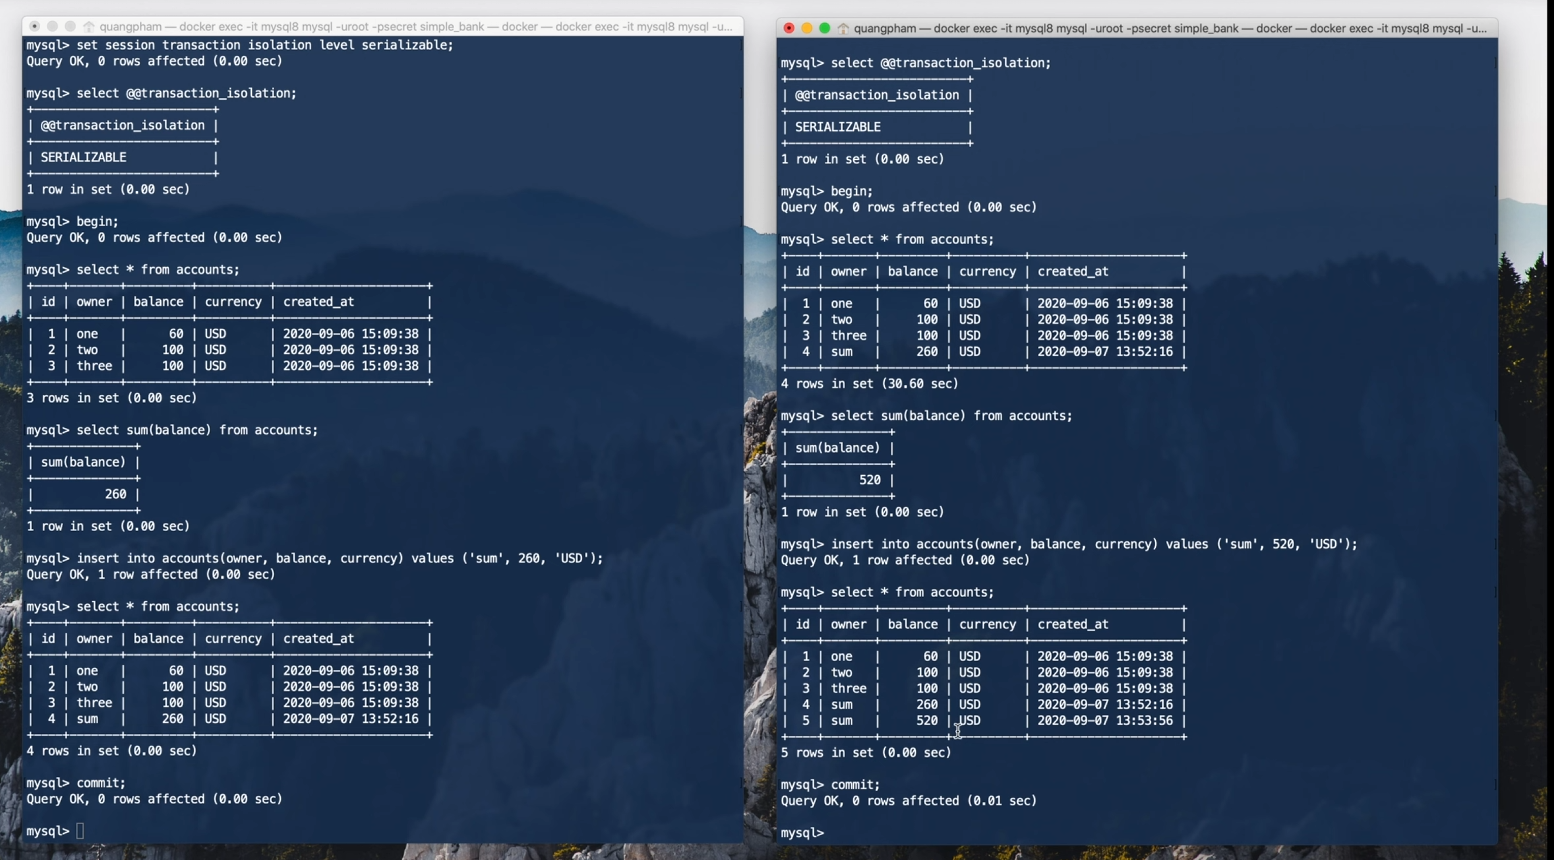 quangpham — docker exec -it mysql8 mysql -uroot -psecret simple_bank — docker — docker exec -it mysql8 mysql -u...
mysql> set session transaction isolation level serializable;
Query OK, 0 rows affected (0.00 sec)
mysql> select @@transaction_isolation;
+-------------------------+
| @@transaction_isolation |
+-------------------------+
| SERIALIZABLE            |
+-------------------------+
1 row in set (0.00 sec)
mysql> begin;
Query OK, 0 rows affected (0.00 sec)
mysql> select * from accounts;
+----+-------+---------+----------+---------------------+
| id | owner | balance | currency | created_at          |
+----+-------+---------+----------+---------------------+
|  1 | one   |      60 | USD      | 2020-09-06 15:09:38 |
|  2 | two   |     100 | USD      | 2020-09-06 15:09:38 |
|  3 | three |     100 | USD      | 2020-09-06 15:09:38 |
+----+-------+---------+----------+---------------------+
3 rows in set (0.00 sec)
mysql> select sum(balance) from accounts;
+--------------+
| sum(balance) |
+--------------+
|          260 |
+--------------+
1 row in set (0.00 sec)
mysql> insert into accounts(owner, balance, currency) values ('sum', 260, 'USD');
Query OK, 1 row affected (0.00 sec)
mysql> select * from accounts;
+----+-------+---------+----------+---------------------+
| id | owner | balance | currency | created_at          |
+----+-------+---------+----------+---------------------+
|  1 | one   |      60 | USD      | 2020-09-06 15:09:38 |
|  2 | two   |     100 | USD      | 2020-09-06 15:09:38 |
|  3 | three |     100 | USD      | 2020-09-06 15:09:38 |
|  4 | sum   |     260 | USD      | 2020-09-07 13:52:16 |
+----+-------+---------+----------+---------------------+
4 rows in set (0.00 sec)
mysql> commit;
Query OK, 0 rows affected (0.00 sec)
mysql>
quangpham — docker exec -it mysql8 mysql -uroot -psecret simple_bank — docker — docker exec -it mysql8 mysql -u...
mysql> select @@transaction_isolation;
+-------------------------+
| @@transaction_isolation |
+-------------------------+
| SERIALIZABLE            |
+-------------------------+
1 row in set (0.00 sec)
mysql> begin;
Query OK, 0 rows affected (0.00 sec)
mysql> select * from accounts;
+----+-------+---------+----------+---------------------+
| id | owner | balance | currency | created_at          |
+----+-------+---------+----------+---------------------+
|  1 | one   |      60 | USD      | 2020-09-06 15:09:38 |
|  2 | two   |     100 | USD      | 2020-09-06 15:09:38 |
|  3 | three |     100 | USD      | 2020-09-06 15:09:38 |
|  4 | sum   |     260 | USD      | 2020-09-07 13:52:16 |
+----+-------+---------+----------+---------------------+
4 rows in set (30.60 sec)
mysql> select sum(balance) from accounts;
+--------------+
| sum(balance) |
+--------------+
|          520 |
+--------------+
1 row in set (0.00 sec)
mysql> insert into accounts(owner, balance, currency) values ('sum', 520, 'USD');
Query OK, 1 row affected (0.00 sec)
mysql> select * from accounts;
+----+-------+---------+----------+---------------------+
| id | owner | balance | currency | created_at          |
+----+-------+---------+----------+---------------------+
|  1 | one   |      60 | USD      | 2020-09-06 15:09:38 |
|  2 | two   |     100 | USD      | 2020-09-06 15:09:38 |
|  3 | three |     100 | USD      | 2020-09-06 15:09:38 |
|  4 | sum   |     260 | USD      | 2020-09-07 13:52:16 |
|  5 | sum   |     520 | USD      | 2020-09-07 13:53:56 |
+----+-------+---------+----------+---------------------+
5 rows in set (0.00 sec)
mysql> commit;
Query OK, 0 rows affected (0.01 sec)
mysql>